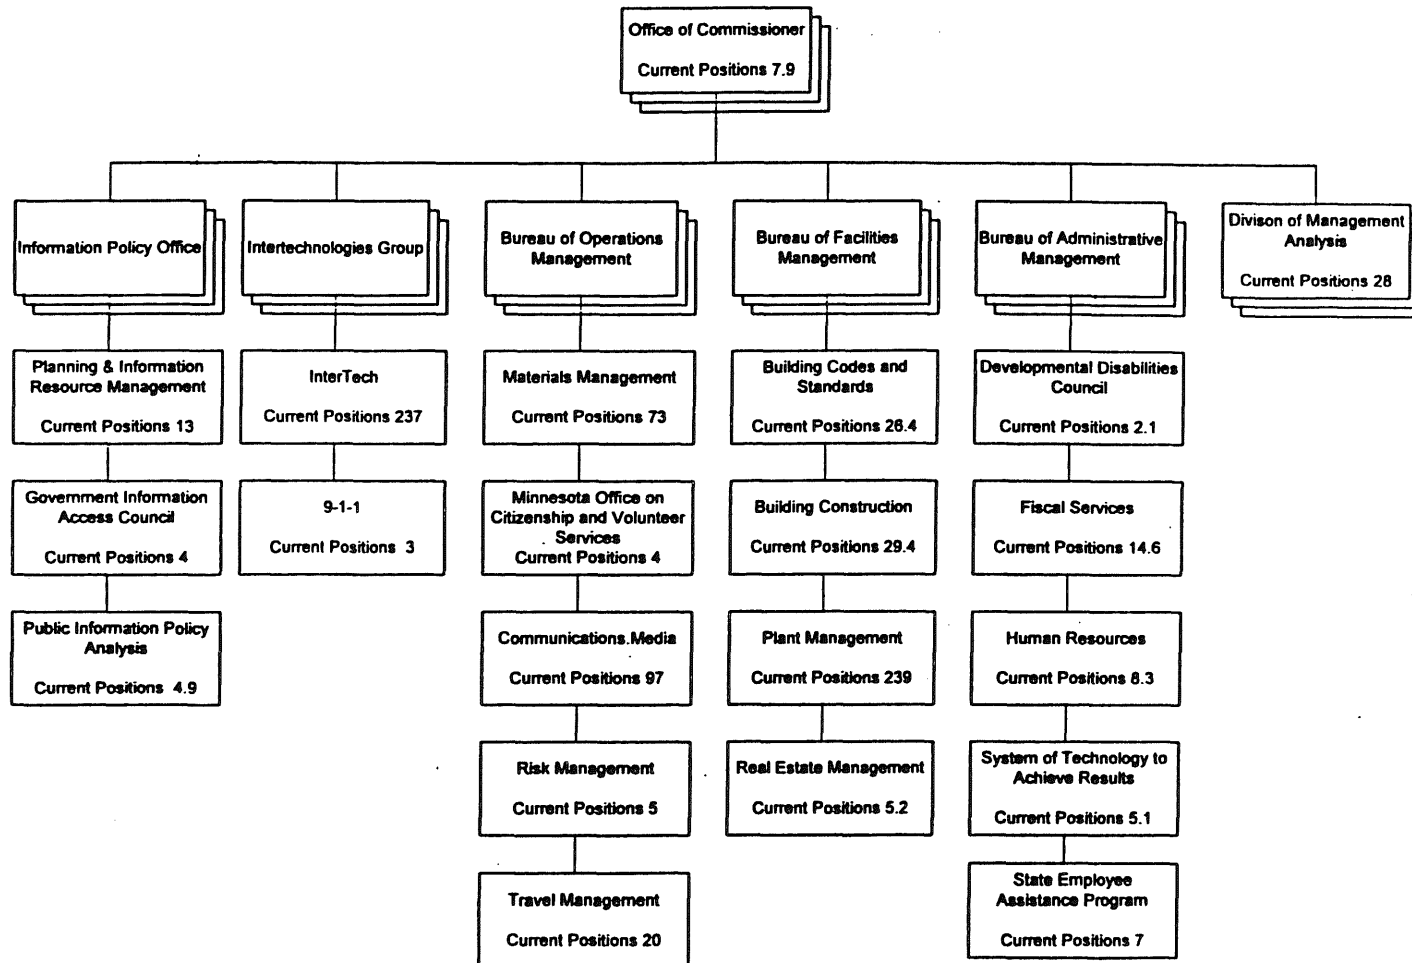 Office of Commissioner
Current Positions 7.9
Information Policy Office
Intertechnologies Group
Bureau of Operations
Management
Bureau of Facilities
Management
Bureau of Administrative
Management
Divison of Management
Analysis
Current Positions 28
Planning & Information
Resource Management
Current Positions 13
InterTech
Current Positions 237
Materials Management
Current Positions 73
Building Codes and
Standards
Current Positions 26.4
Developmental Disabilities
Council
Current Positions 2.1
Government Information
Access Council
Current Positions 4
9-1-1
Current Positions 3
Minnesota Office on
Citizenship and Volunteer
Services
Current Positions 4
Building Construction
Current Positions 29.4
Fiscal Services
Current Positions 14.6
Public Information Policy
Analysis
Current Positions 4.9
Communications.Media
Current Positions 97
Plant Management
Current Positions 239
Human Resources
Current Positions 8.3
Risk Management
Current Positions 5
Real Estate Management
Current Positions 5.2
System of Technology to
Achieve Results
Current Positions 5.1
Travel Management
Current Positions 20
State Employee
Assistance Program
Current Positions 7